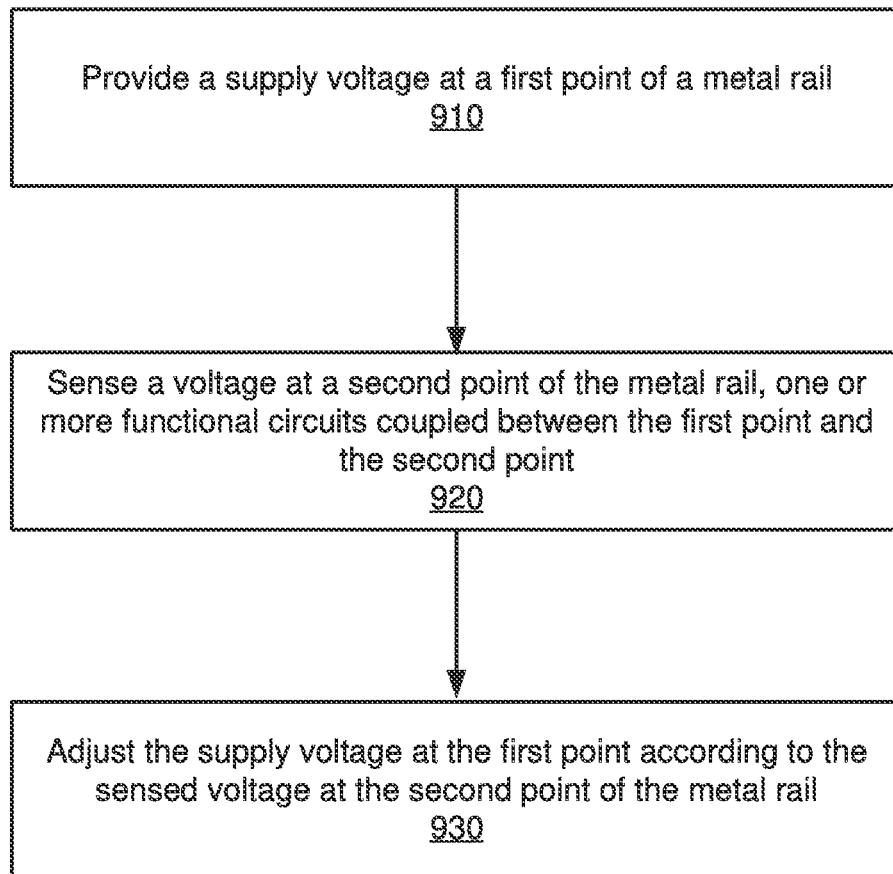 Provide a supply voltage at a first point of a metal rail
910
Sense a voltage at a second point of the metal rail, one or
more functional circuits coupled between the first point and
the second point
920
Adjust the supply voltage at the first point according to the
sensed voltage at the second point of the metal rail
930